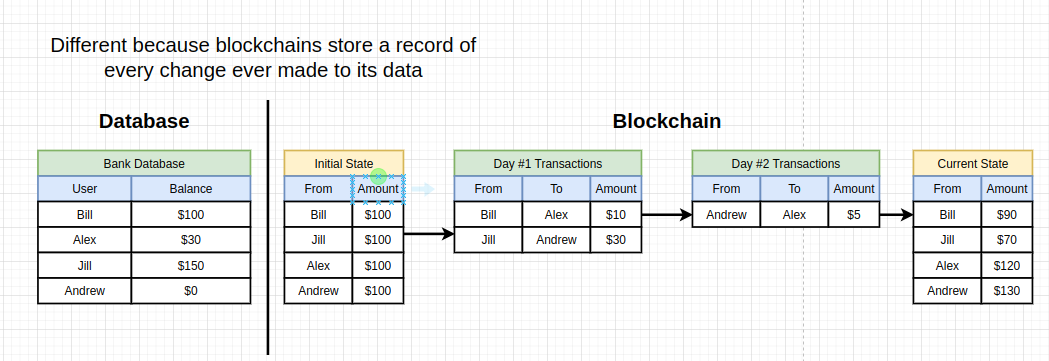 Different because blockchains store a record of
every change ever made to its data
Database
Blockchain
Bank Database
User Balance
Bill $100
Alex $30
Jill $150
Andrew $0
Initial State
From Amount
Bill $100
Jill $100
Alex $100
Andrew $100
Day #1 Transactions
From To Amount
Bill Alex $10
Jill Andrew $30
Day #2 Transactions
From To Amount
Andrew Alex $5
Current State
From Amount
Bill $90
Jill $70
Alex $120
Andrew $130